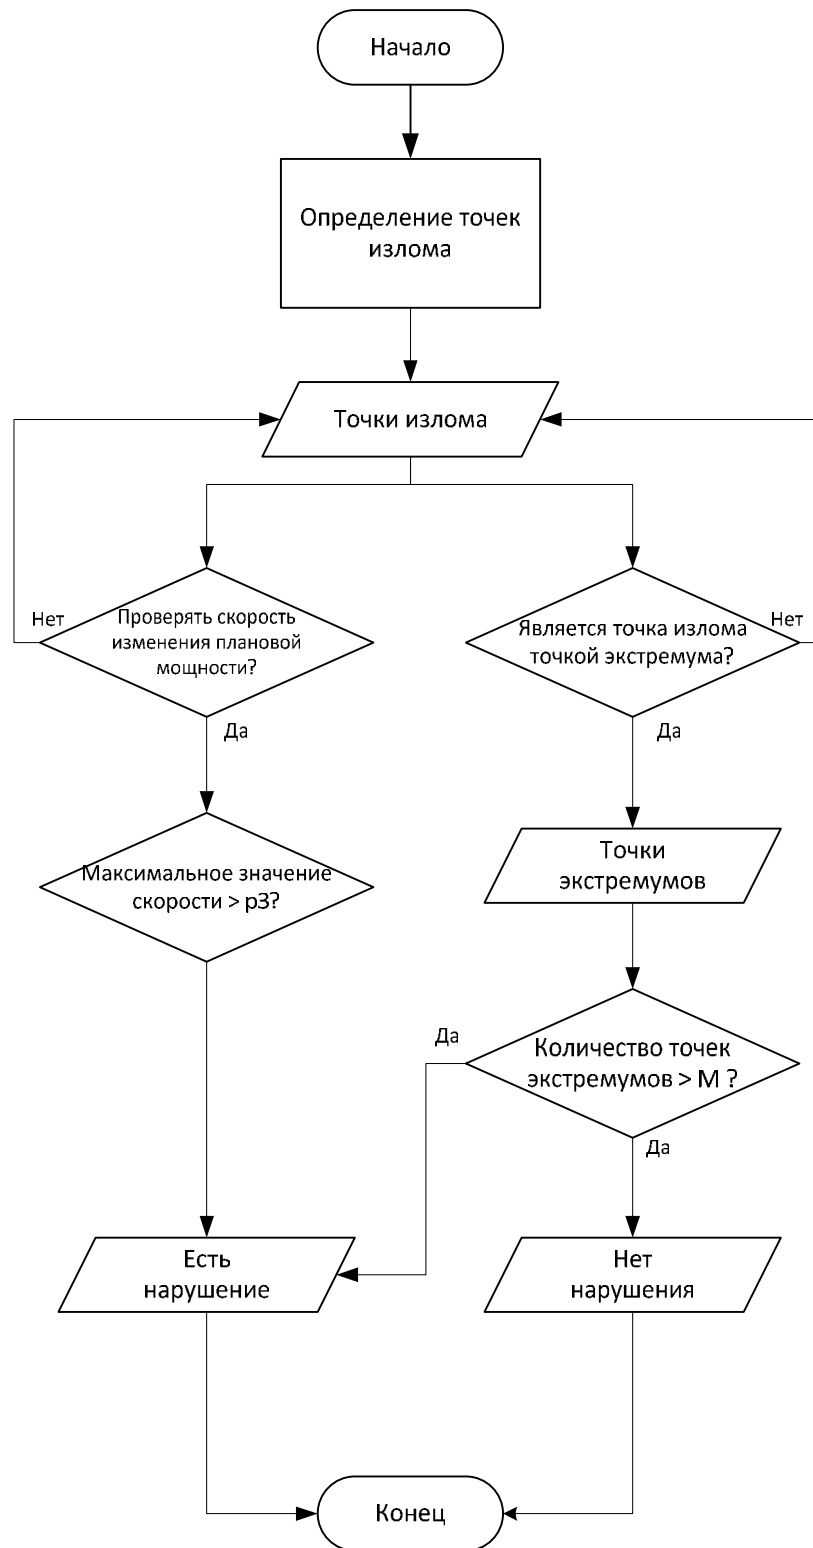 Начало
Определение точек
излома
Точки излома
Нет
Проверять скорость
изменения плановой
мощности?
Да
Является точка излома
точкой экстремума?
Нет
Да
Максимальное значение
скорости > p3?
Точки
экстремумов
Да
Количество точек
экстремумов > M ?
Да
Есть
нарушение
Нет
нарушения
Конец